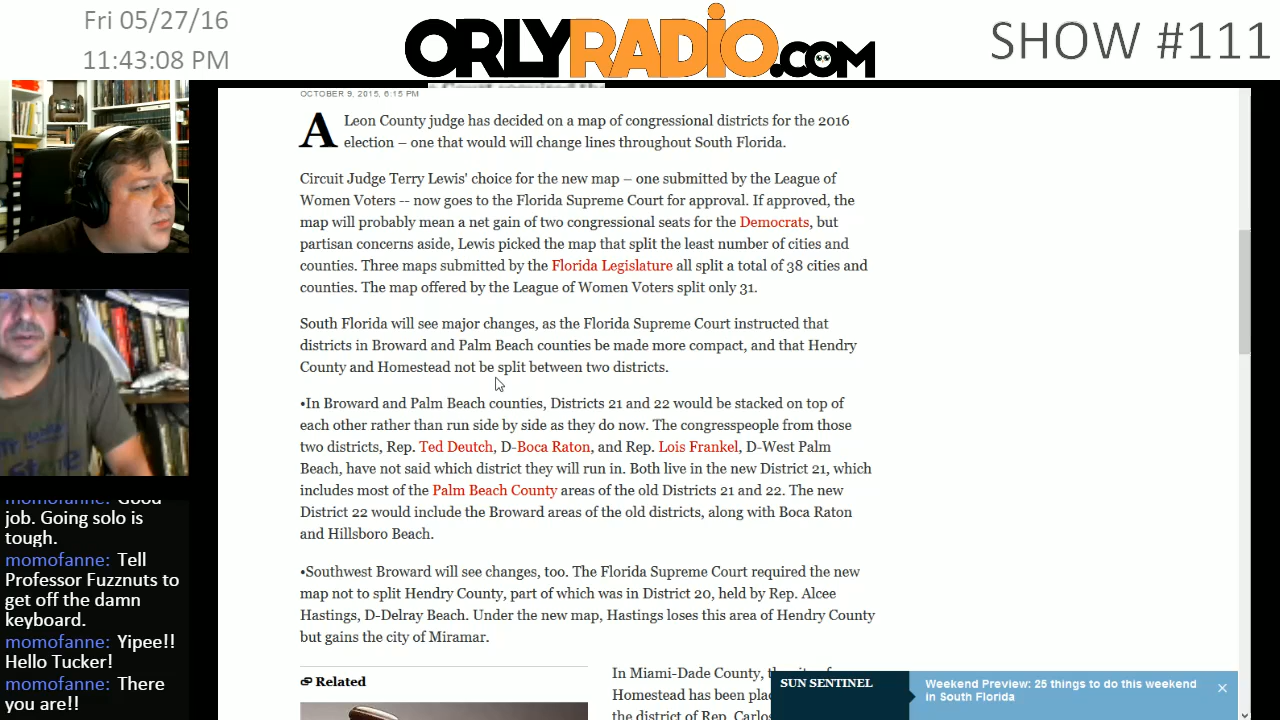 Fri 05/27/16
11:43:08 PM
ORLYRADIO.COM
SHOW #111
OCTOBER 9, 2015, 6:15 PM
A Leon County judge has decided on a map of congressional districts for the 2016
election – one that would will change lines throughout South Florida.
Circuit Judge Terry Lewis' choice for the new map – one submitted by the League of
Women Voters -- now goes to the Florida Supreme Court for approval. If approved, the
map will probably mean a net gain of two congressional seats for the Democrats, but
partisan concerns aside, Lewis picked the map that split the least number of cities and
counties. Three maps submitted by the Florida Legislature all split a total of 38 cities and
counties. The map offered by the League of Women Voters split only 31.
South Florida will see major changes, as the Florida Supreme Court instructed that
districts in Broward and Palm Beach counties be made more compact, and that Hendry
County and Homestead not be split between two districts.
•In Broward and Palm Beach counties, Districts 21 and 22 would be stacked on top of
each other rather than run side by side as they do now. The congresspeople from those
two districts, Rep. Ted Deutch, D-Boca Raton, and Rep. Lois Frankel, D-West Palm
Beach, have not said which district they will run in. Both live in the new District 21, which
includes most of the Palm Beach County areas of the old Districts 21 and 22. The new
District 22 would include the Broward areas of the old districts, along with Boca Raton
and Hillsboro Beach.
•Southwest Broward will see changes, too. The Florida Supreme Court required the new
map not to split Hendry County, part of which was in District 20, held by Rep. Alcee
Hastings, D-Delray Beach. Under the new map, Hastings loses this area of Hendry County
but gains the city of Miramar.
Related
In Miami-Dade County,
Homestead has been
the district of Rep.
SUN SENTINEL
Weekend Preview: 25 things to do this weekend
in South Florida
momofanne: Good
job. Going solo is
tough.
momofanne: Tell
Professor Fuzznuts to
get off the damn
keyboard.
momofanne: Yipee!!
Hello Tucker!
momofanne: There
you are!!